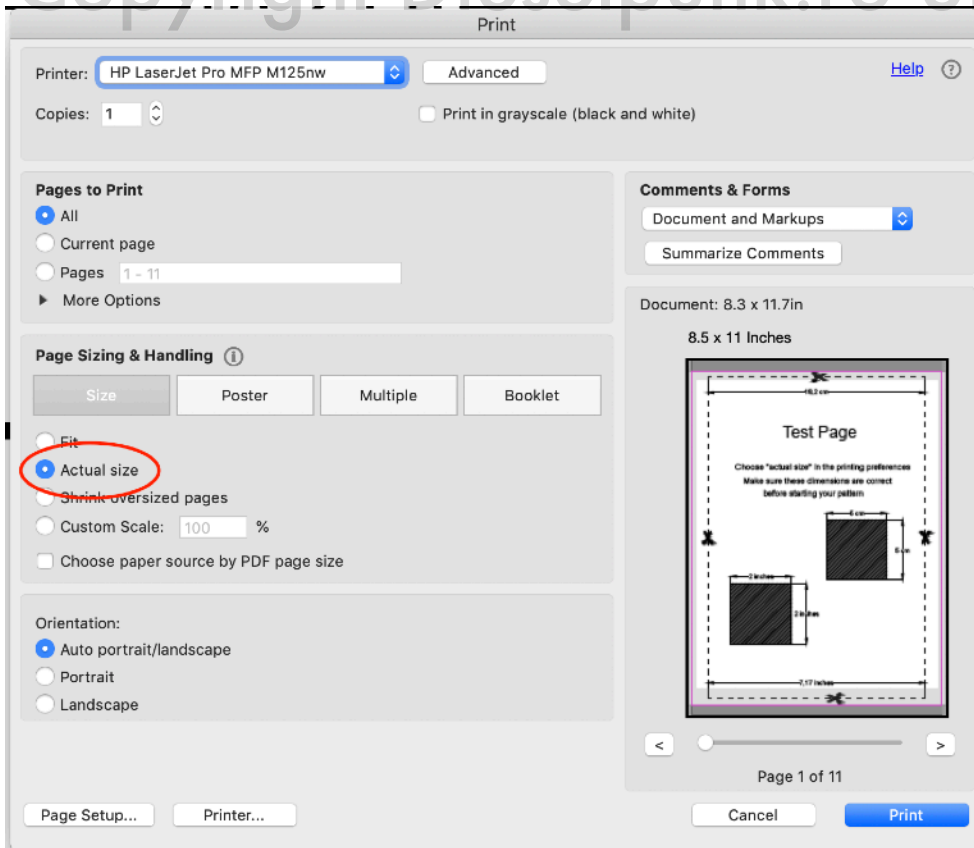 Print
Printer: HP LaserJet Pro MFP M125nw Advanced Help ?
Copies: 1 Print in grayscale (black and white)
Pages to Print
All
Current page
Pages 1 - 11
More Options
Comments & Forms
Document and Markups
Summarize Comments
Page Sizing & Handling
Size Poster Multiple Booklet
Fit
Actual size
Shrink oversized pages
Custom Scale: 100 %
Choose paper source by PDF page size
Orientation:
Auto portrait/landscape
Portrait
Landscape
Document: 8.3 x 11.7in
8.5 x 11 Inches
Test Page
Choose "actual size" in the printing preferences
Make sure these dimensions are correct
before starting your pattern
2 inches
2 inches
7,17 inches
< >
Page 1 of 11
Page Setup... Printer... Cancel Print